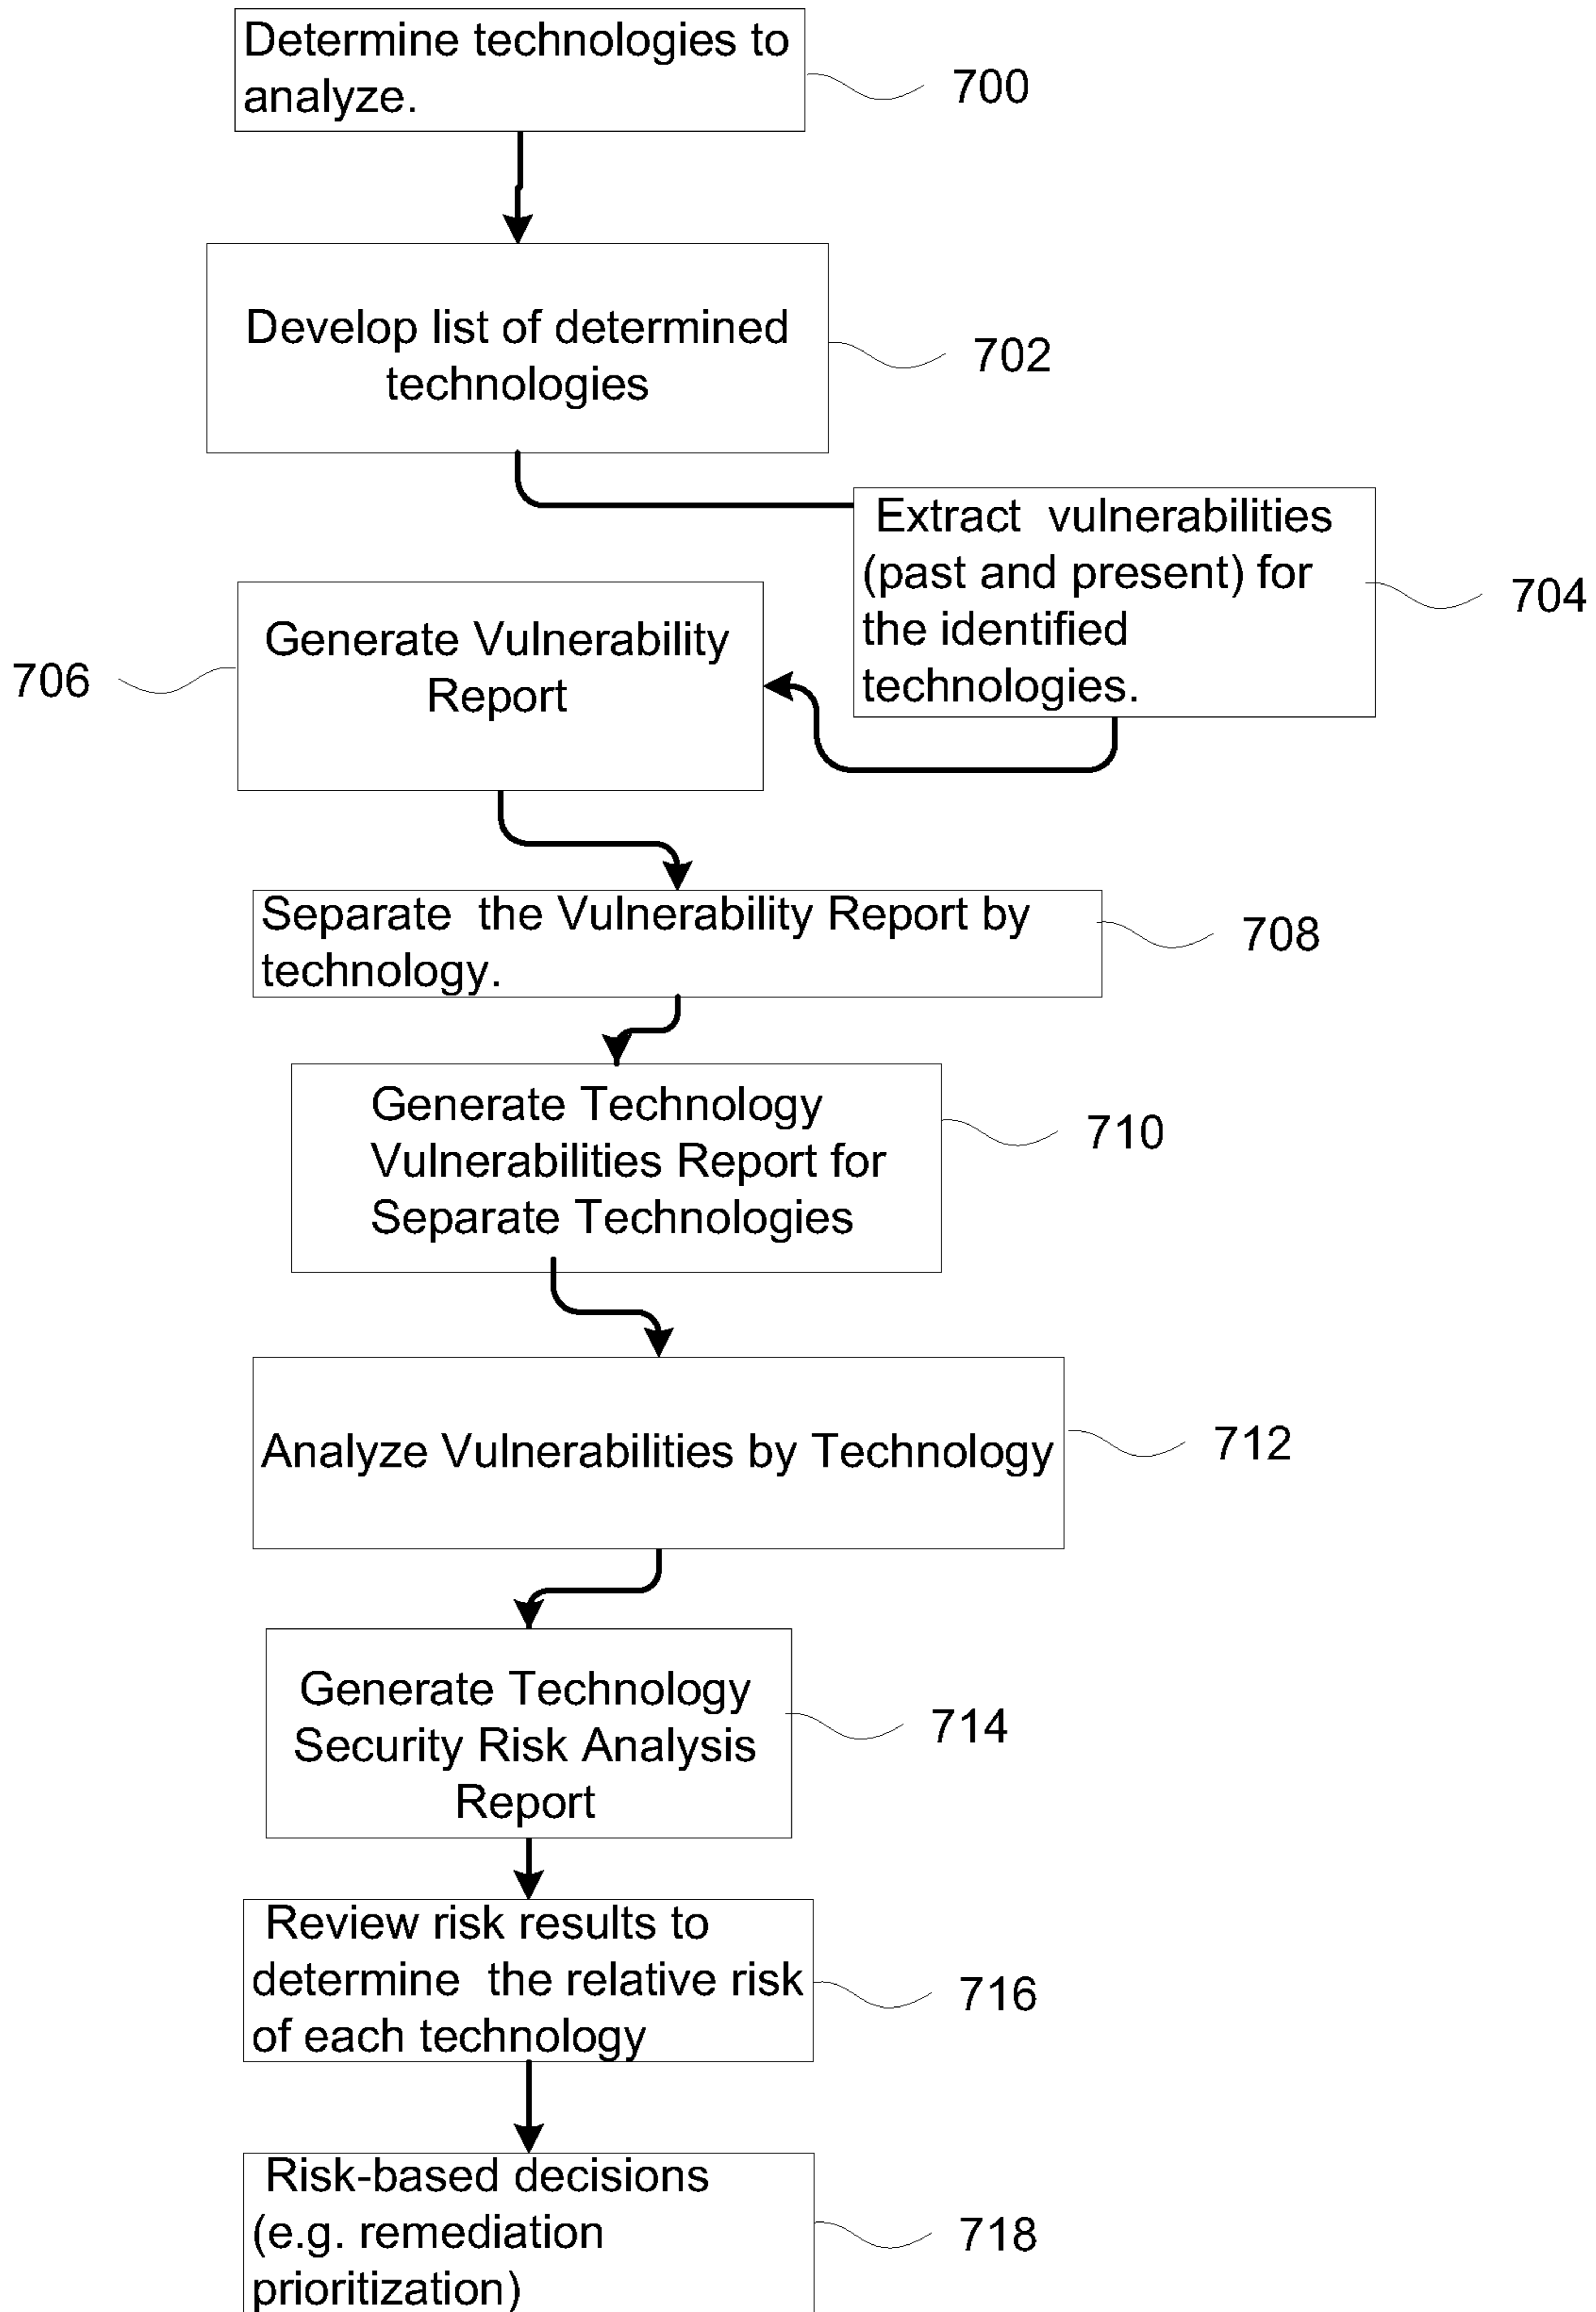 Determine technologies to
analyze.
700
Develop list of determined
technologies
702
Extract vulnerabilities
(past and present) for
the identified
technologies.
704
Generate Vulnerability
Report
706
Separate the Vulnerability Report by
technology.
708
Generate Technology
Vulnerabilities Report for
Separate Technologies
710
Analyze Vulnerabilities by Technology
712
Generate Technology
Security Risk Analysis
Report
714
Review risk results to
determine the relative risk
of each technology
716
Risk-based decisions
(e.g. remediation
prioritization)
718